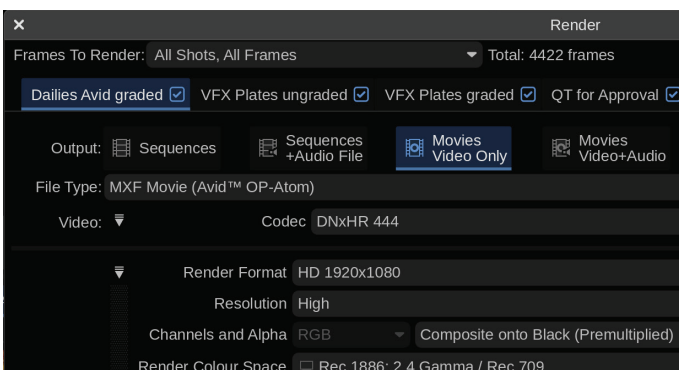 Render
Frames To Render: All Shots, All Frames Total: 4422 frames
Dailies Avid graded VFX Plates ungraded VFX Plates graded QT for Approval
Output: Sequences Sequences +Audio File Movies Video Only Movies Video+Audio
File Type: MXF Movie (Avid™ OP-Atom)
Video: Codec DNxHR 444
Render Format HD 1920x1080
Resolution High
Channels and Alpha RGB Composite onto Black (Premultiplied)
Render Colour Space Rec 1886: 2.4 Gamma / Rec 709